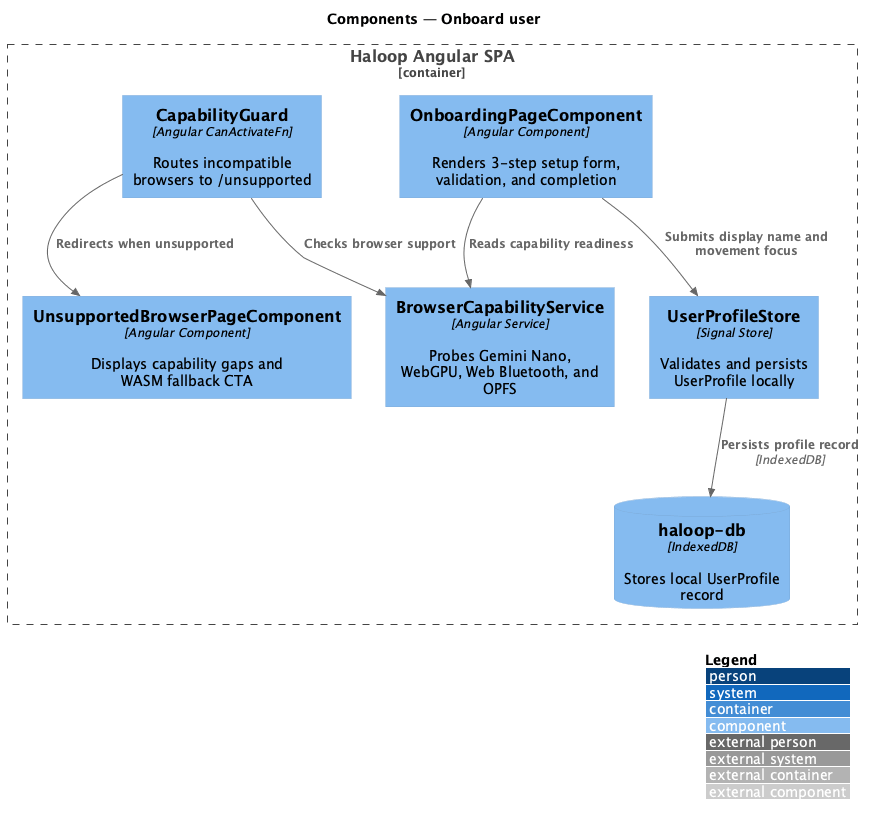 Components — Onboard user
Haloop Angular SPA
[container]
CapabilityGuard
[Angular CanActivateFn]
Routes incompatible
browsers to /unsupported
OnboardingPageComponent
[Angular Component]
Renders 3-step setup form,
validation, and completion
Redirects when unsupported
Checks browser support
Reads capability readiness
Submits display name and
movement focus
UnsupportedBrowserPageComponent
[Angular Component]
Displays capability gaps and
WASM fallback CTA
BrowserCapabilityService
[Angular Service]
Probes Gemini Nano,
WebGPU, Web Bluetooth, and
OPFS
UserProfileStore
[Signal Store]
Validates and persists
UserProfile locally
Persists profile record
[IndexedDB]
haloop-db
[IndexedDB]
Stores local UserProfile
record
Legend
person
system
container
component
external person
external system
external container
external component